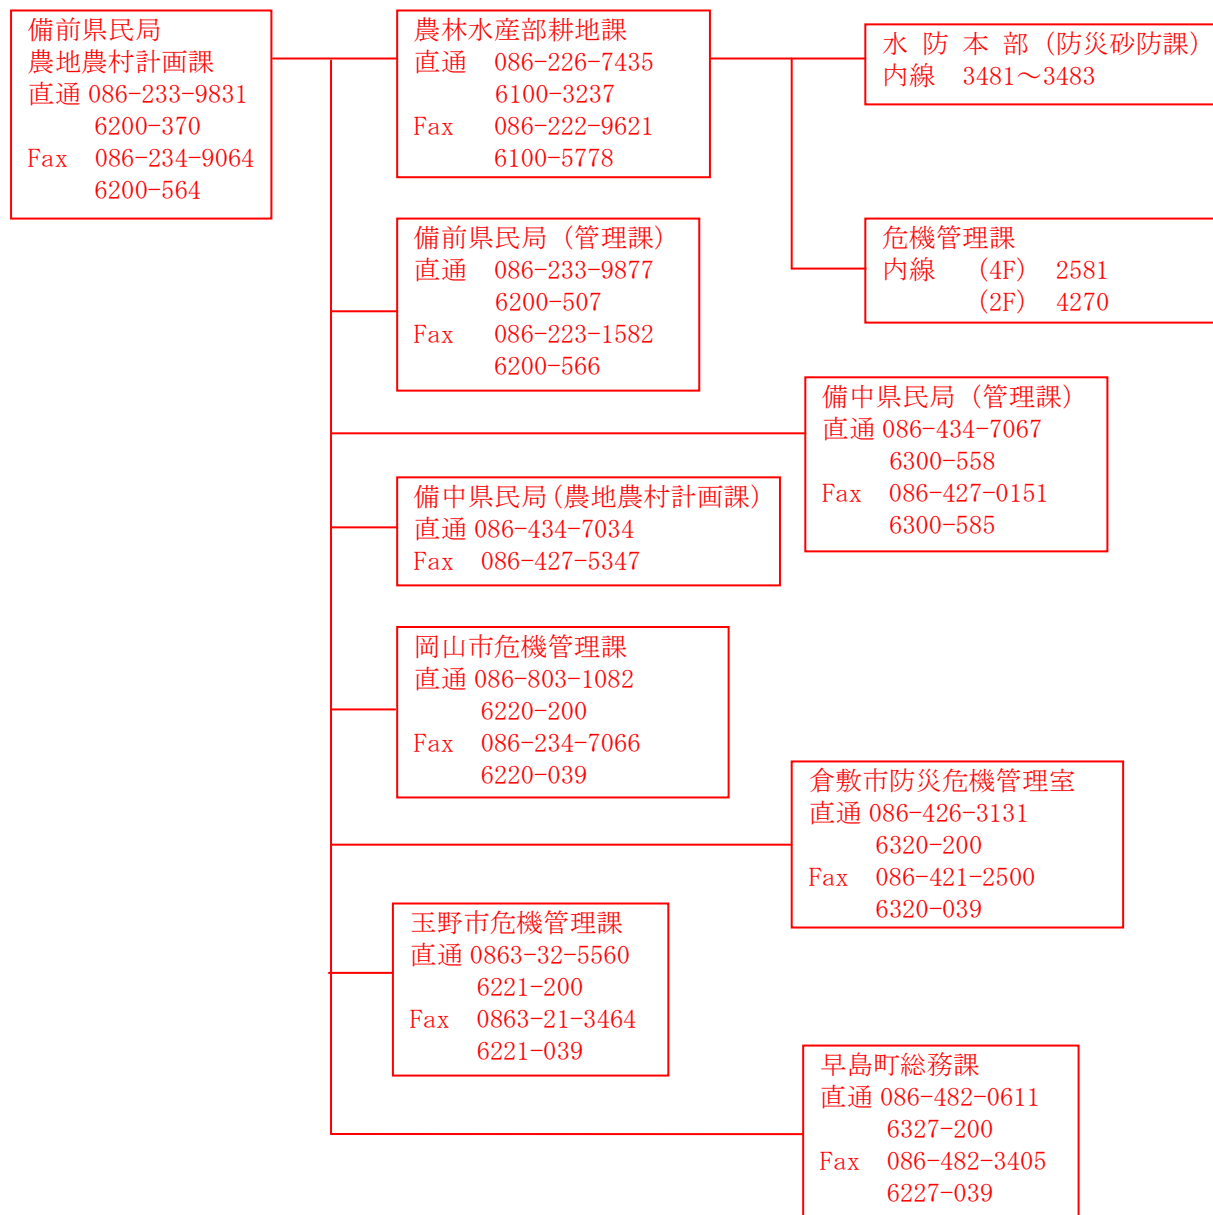 備前県民局
農地農村計画課
直通 086-233-9831
6200-370
Fax 086-234-9064
6200-564
農林水産部耕地課
直通 086-226-7435
6100-3237
Fax 086-222-9621
6100-5778
水 防 本 部（防災砂防課）
内線 3481～3483
備前県民局（管理課）
直通 086-233-9877
6200-507
Fax 086-223-1582
6200-566
危機管理課
内線 （4F） 2581
（2F） 4270
備中県民局（管理課）
直通 086-434-7067
6300-558
Fax 086-427-0151
6300-585
備中県民局(農地農村計画課)
直通 086-434-7034
Fax 086-427-5347
岡山市危機管理課
直通 086-803-1082
6220-200
Fax 086-234-7066
6220-039
倉敷市防災危機管理室
直通 086-426-3131
6320-200
Fax 086-421-2500
6320-039
玉野市危機管理課
直通 0863-32-5560
6221-200
Fax 0863-21-3464
6221-039
早島町総務課
直通 086-482-0611
6327-200
Fax 086-482-3405
6227-039